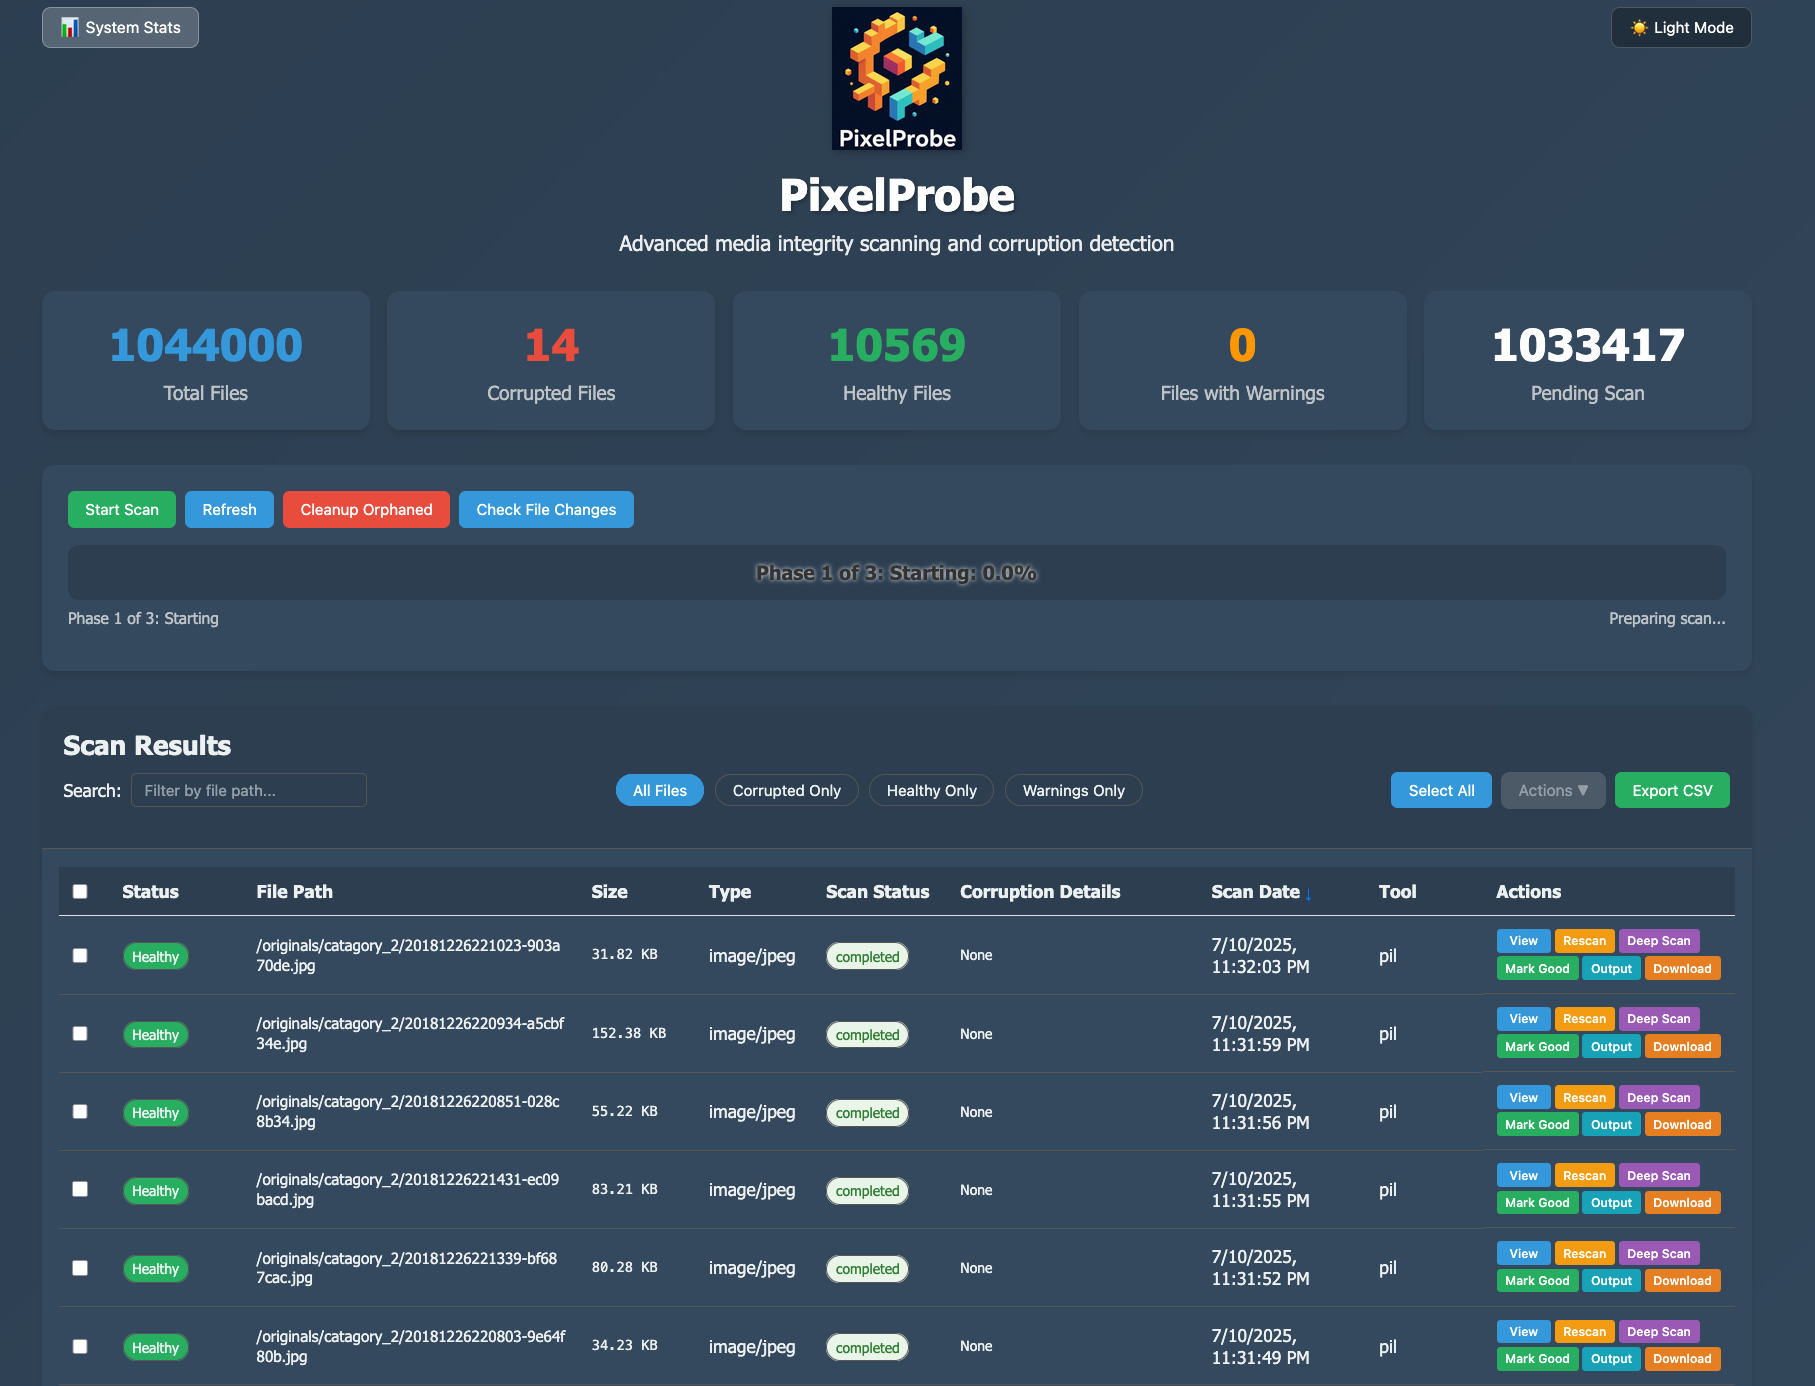 📊 System Stats
☀️ Light Mode
PixelProbe
PixelProbe
Advanced media integrity scanning and corruption detection
1044000
Total Files
14
Corrupted Files
10569
Healthy Files
0
Files with Warnings
1033417
Pending Scan
Start Scan Refresh Cleanup Orphaned Check File Changes
Phase 1 of 3: Starting: 0.0%
Phase 1 of 3: Starting Preparing scan...
Scan Results
Search: Filter by file path... All Files Corrupted Only Healthy Only Warnings Only Select All Actions ▼ Export CSV
Status File Path Size Type Scan Status Corruption Details Scan Date ↓ Tool Actions
Healthy /originals/catagory_2/20181226221023-903a
70de.jpg 31.82 KB image/jpeg completed None 7/10/2025,
11:32:03 PM pil View Rescan Deep Scan
Mark Good Output Download
Healthy /originals/catagory_2/20181226220934-a5cbf
34e.jpg 152.38 KB image/jpeg completed None 7/10/2025,
11:31:59 PM pil View Rescan Deep Scan
Mark Good Output Download
Healthy /originals/catagory_2/20181226220851-028c
8b34.jpg 55.22 KB image/jpeg completed None 7/10/2025,
11:31:56 PM pil View Rescan Deep Scan
Mark Good Output Download
Healthy /originals/catagory_2/20181226221431-ec09
bacd.jpg 83.21 KB image/jpeg completed None 7/10/2025,
11:31:55 PM pil View Rescan Deep Scan
Mark Good Output Download
Healthy /originals/catagory_2/20181226221339-bf68
7cac.jpg 80.28 KB image/jpeg completed None 7/10/2025,
11:31:52 PM pil View Rescan Deep Scan
Mark Good Output Download
Healthy /originals/catagory_2/20181226220803-9e64f
80b.jpg 34.23 KB image/jpeg completed None 7/10/2025,
11:31:49 PM pil View Rescan Deep Scan
Mark Good Output Download